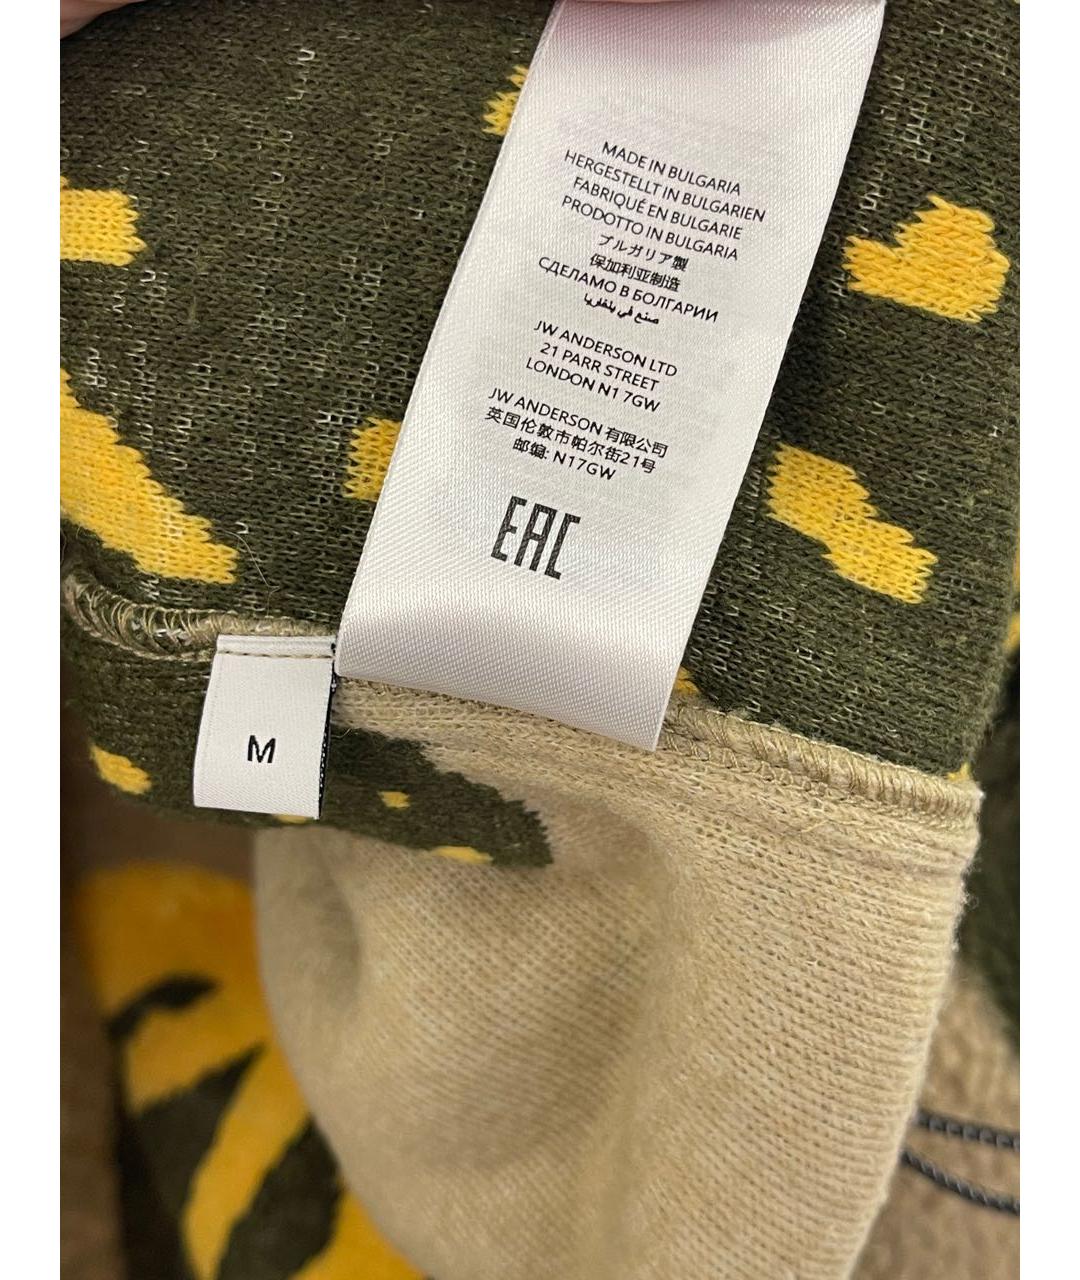 MADE IN BULGARIA
HERGESTELLT IN BULGARIEN
FABRIQUÉ EN BULGARIE
PRODOTTO IN BULGARIA
ブルガリア製
保加利亚制造
СДЕЛАМО В БОЛГАРИИ
صنع في بلغاريا
JW ANDERSON LTD
21 PARR STREET
LONDON N1 7GW
JW ANDERSON 有限公司
英国伦敦市帕尔街21号
邮编: N17GW
EAC
M